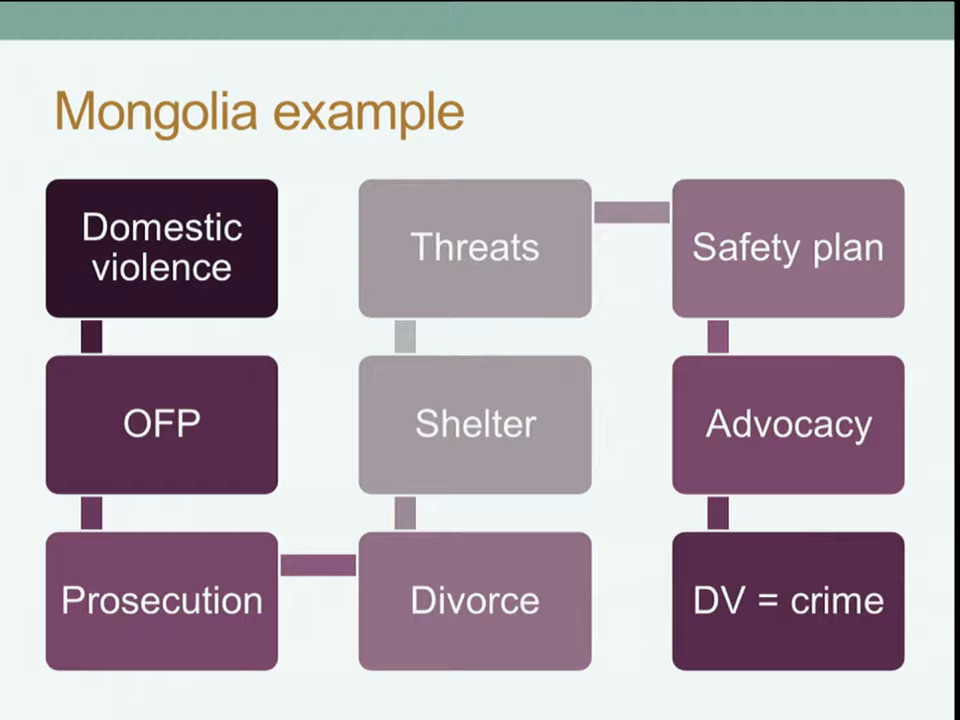 Mongolia example
Domestic
violence
OFP
Prosecution
Divorce
Shelter
Threats
Safety plan
Advocacy
DV = crime